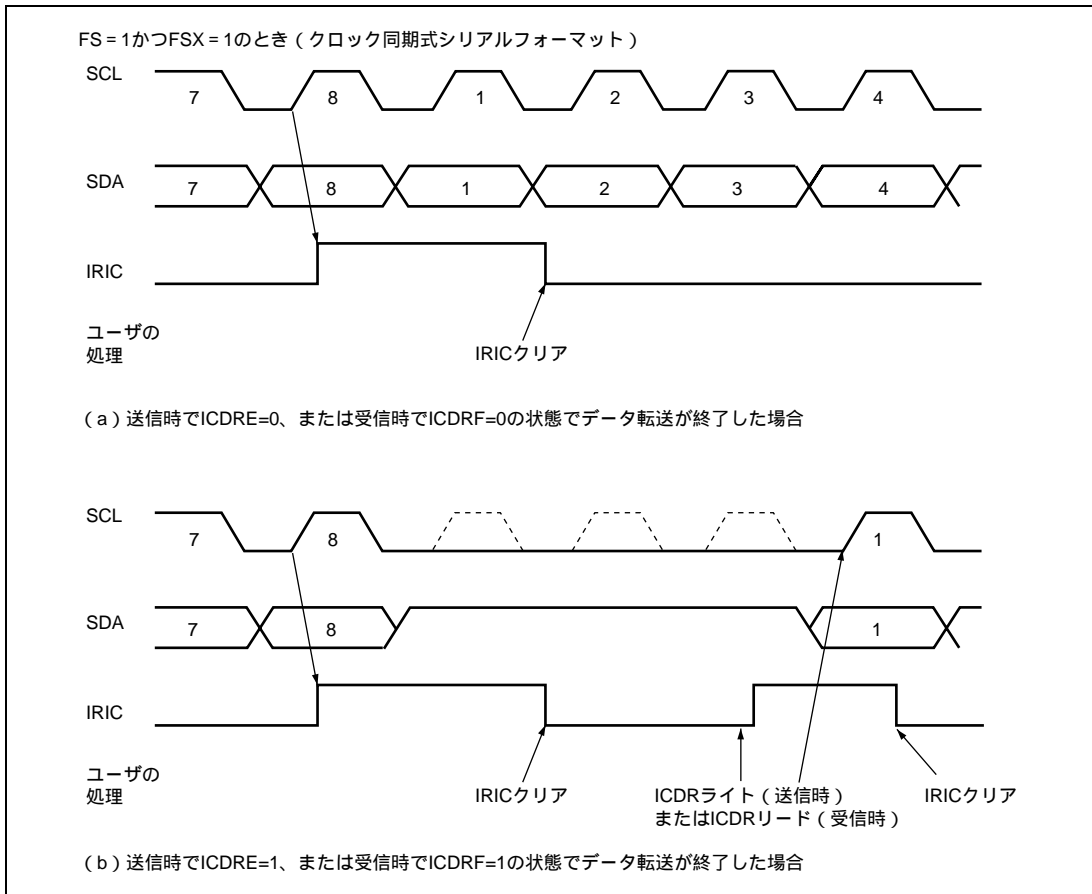 FS = 1かつFSX = 1のとき(クロック同期式シリアルフォーマット)
SCL
7 8 1 2 3 4
SDA
7 8 1 2 3 4
IRIC
ユーザの
処理
IRICクリア
(a)送信時でICDRE=0、または受信時でICDRF=0の状態でデータ転送が終了した場合
SCL
7 8 1
SDA
7 8 1
IRIC
ユーザの
処理
IRICクリア
ICDRライト(送信時)
またはICDRリード(受信時)
IRICクリア
(b)送信時でICDRE=1、または受信時でICDRF=1の状態でデータ転送が終了した場合